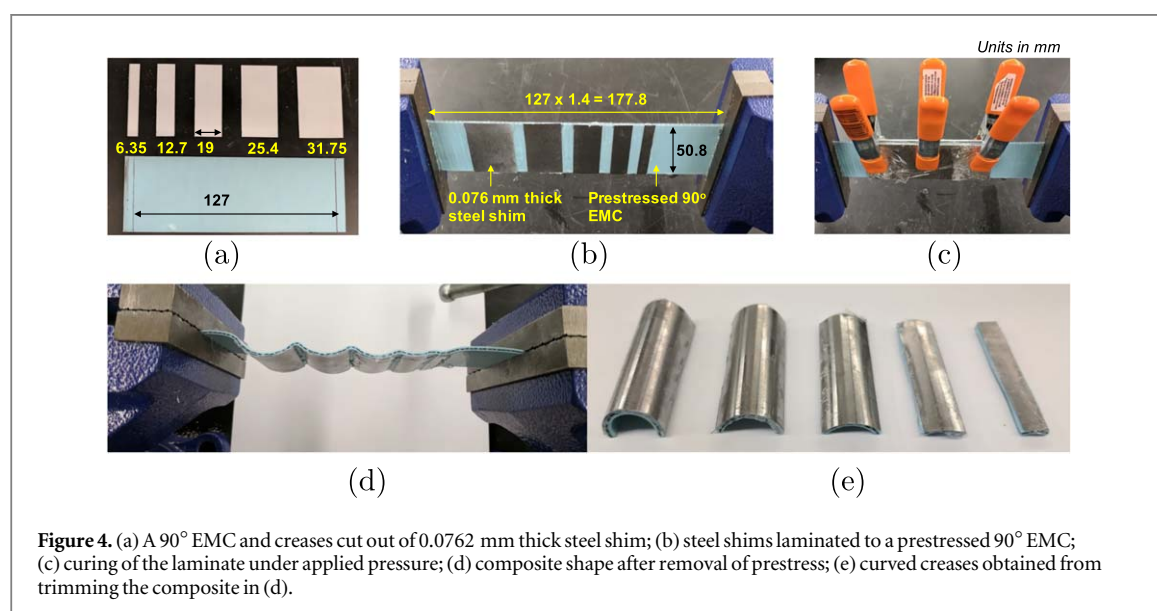 Units in mm
127 x 1.4 = 177.8
6.35 12.7 19 25.4 31.75
127
50.8
0.076 mm thick
steel shim
Prestressed 90º
EMC
(a)
(b)
(c)
(d)
(e)
Figure 4. (a) A 90° EMC and creases cut out of 0.0762 mm thick steel shim; (b) steel shims laminated to a prestressed 90° EMC;
(c) curing of the laminate under applied pressure; (d) composite shape after removal of prestress; (e) curved creases obtained from
trimming the composite in (d).